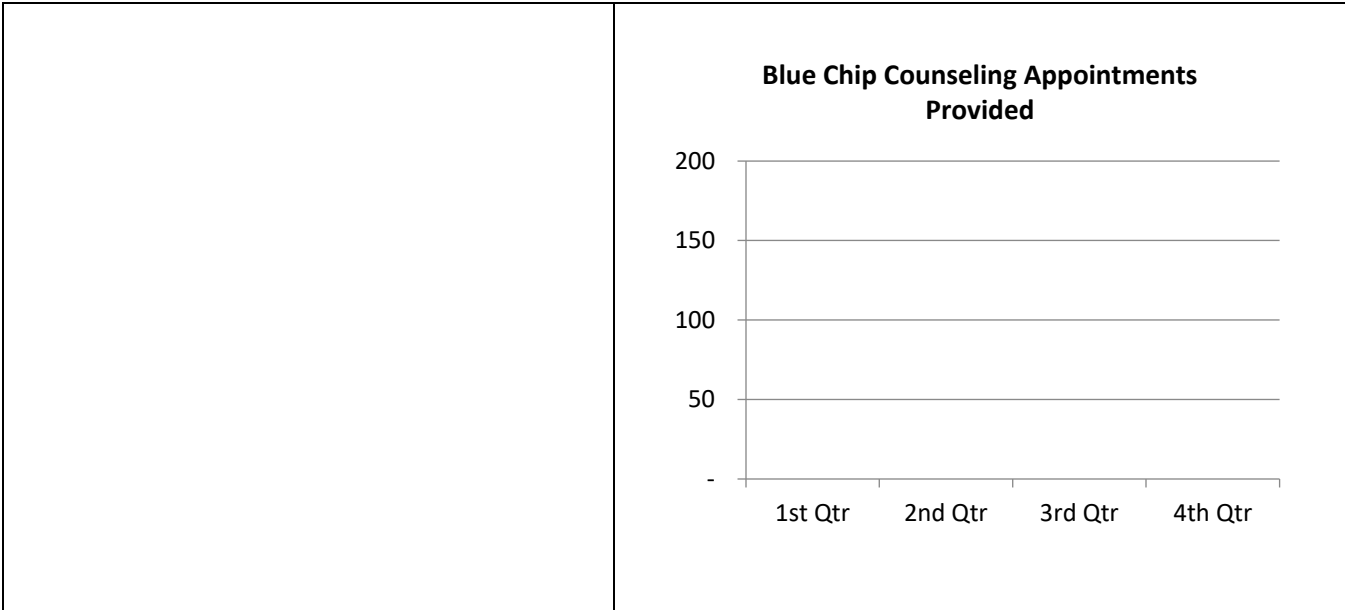 Blue Chip Counseling Appointments
Provided
200
150
100
50
-
1st Qtr 2nd Qtr 3rd Qtr 4th Qtr